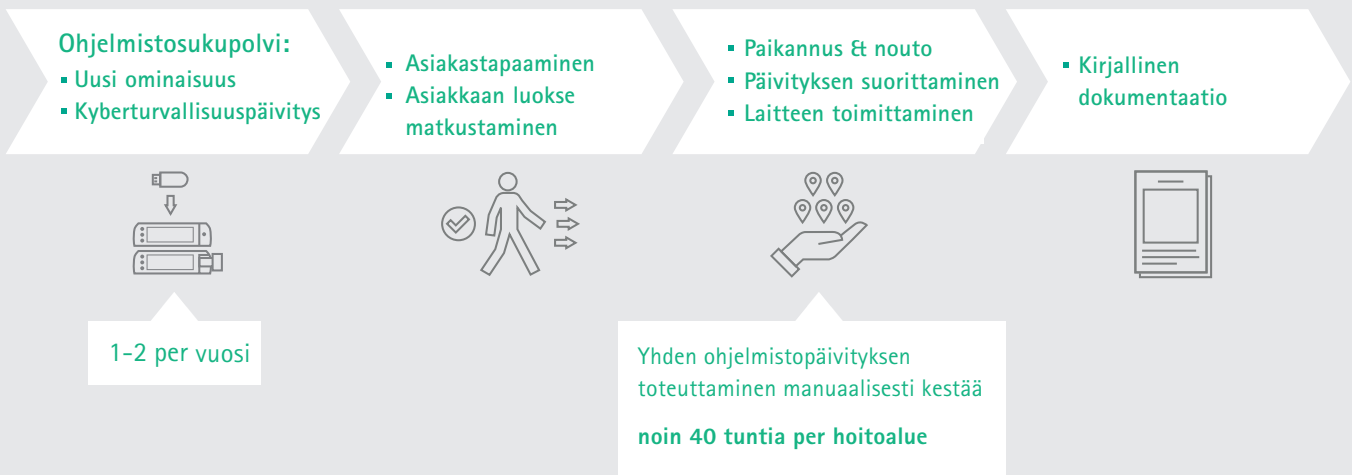 Ohjelmistosukupolvi:
▪ Uusi ominaisuus
▪ Kyberturvallisuuspäivitys
▪ Asiakastapaaminen
▪ Asiakkaan luokse
matkustaminen
▪ Paikannus & nouto
▪ Päivityksen suorittaminen
▪ Laitteen toimittaminen
▪ Kirjallinen
dokumentaatio
1-2 per vuosi
Yhden ohjelmistopäivityksen
toteuttaminen manuaalisesti kestää
noin 40 tuntia per hoitoalue